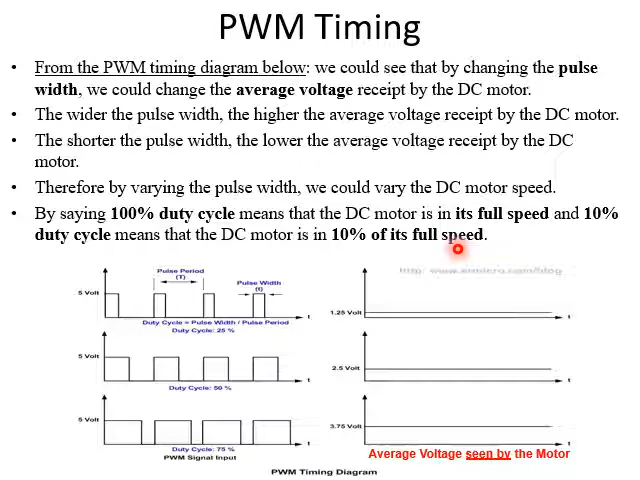 PWM Timing
• From the PWM timing diagram below: we could see that by changing the pulse
width, we could change the average voltage receipt by the DC motor.
• The wider the pulse width, the higher the average voltage receipt by the DC motor.
• The shorter the pulse width, the lower the average voltage receipt by the DC
motor.
• Therefore by varying the pulse width, we could vary the DC motor speed.
• By saying 100% duty cycle means that the DC motor is in its full speed and 10%
duty cycle means that the DC motor is in 10% of its full speed.
Pulse Period
(T)
Pulse Width
(t)
5 Volt
t
Duty Cycle = Pulse Width / Pulse Period
Duty Cycle: 25 %
http: www.ermicro.com/blog
1.25 Volt
t
5 Volt
t
Duty Cycle: 50 %
2.5 Volt
t
5 Volt
t
Duty Cycle: 75 %
PWM Signal Input
3.75 Volt
t
Average Voltage seen by the Motor
PWM Timing Diagram